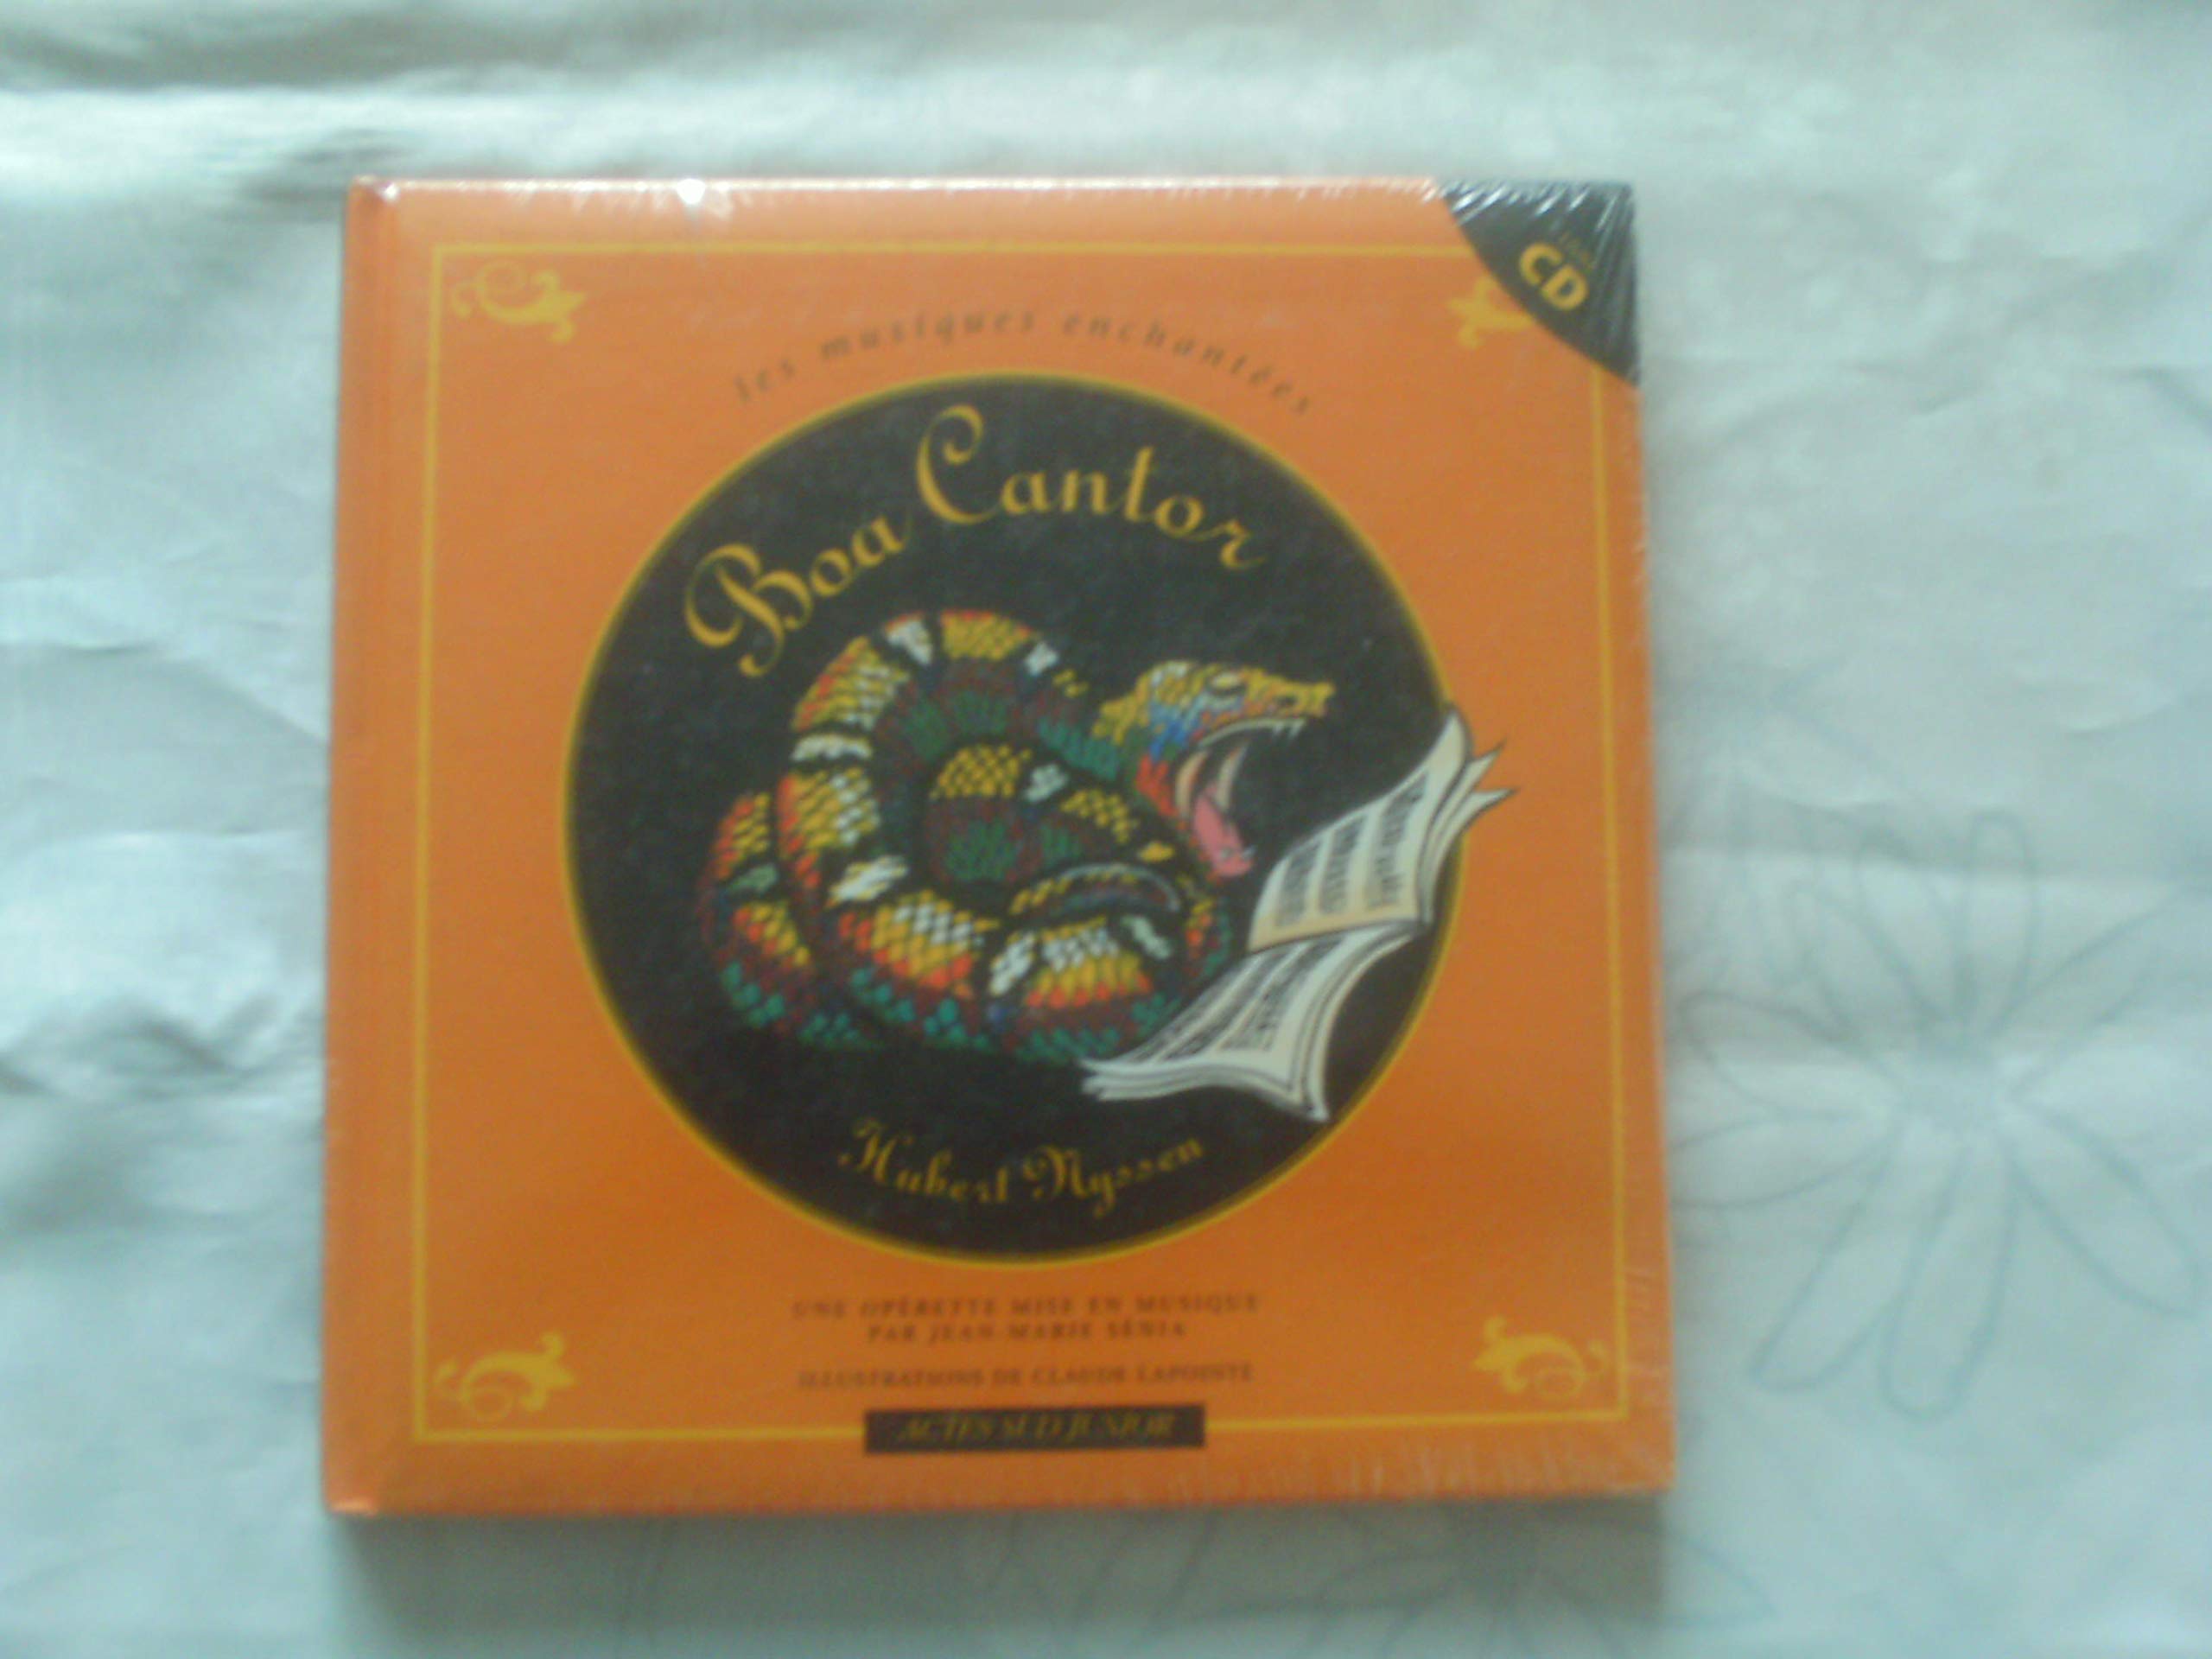 CD
les musiques enchantées
Boa Cantor
Hubert Nyssen
UNE OPÉRETTE MISE EN MUSIQUE
PAR JEAN-MARIE SÉNIA
ILLUSTRATIONS DE CLAUDE LAPOINTE
ACTES SUD JUNIOR